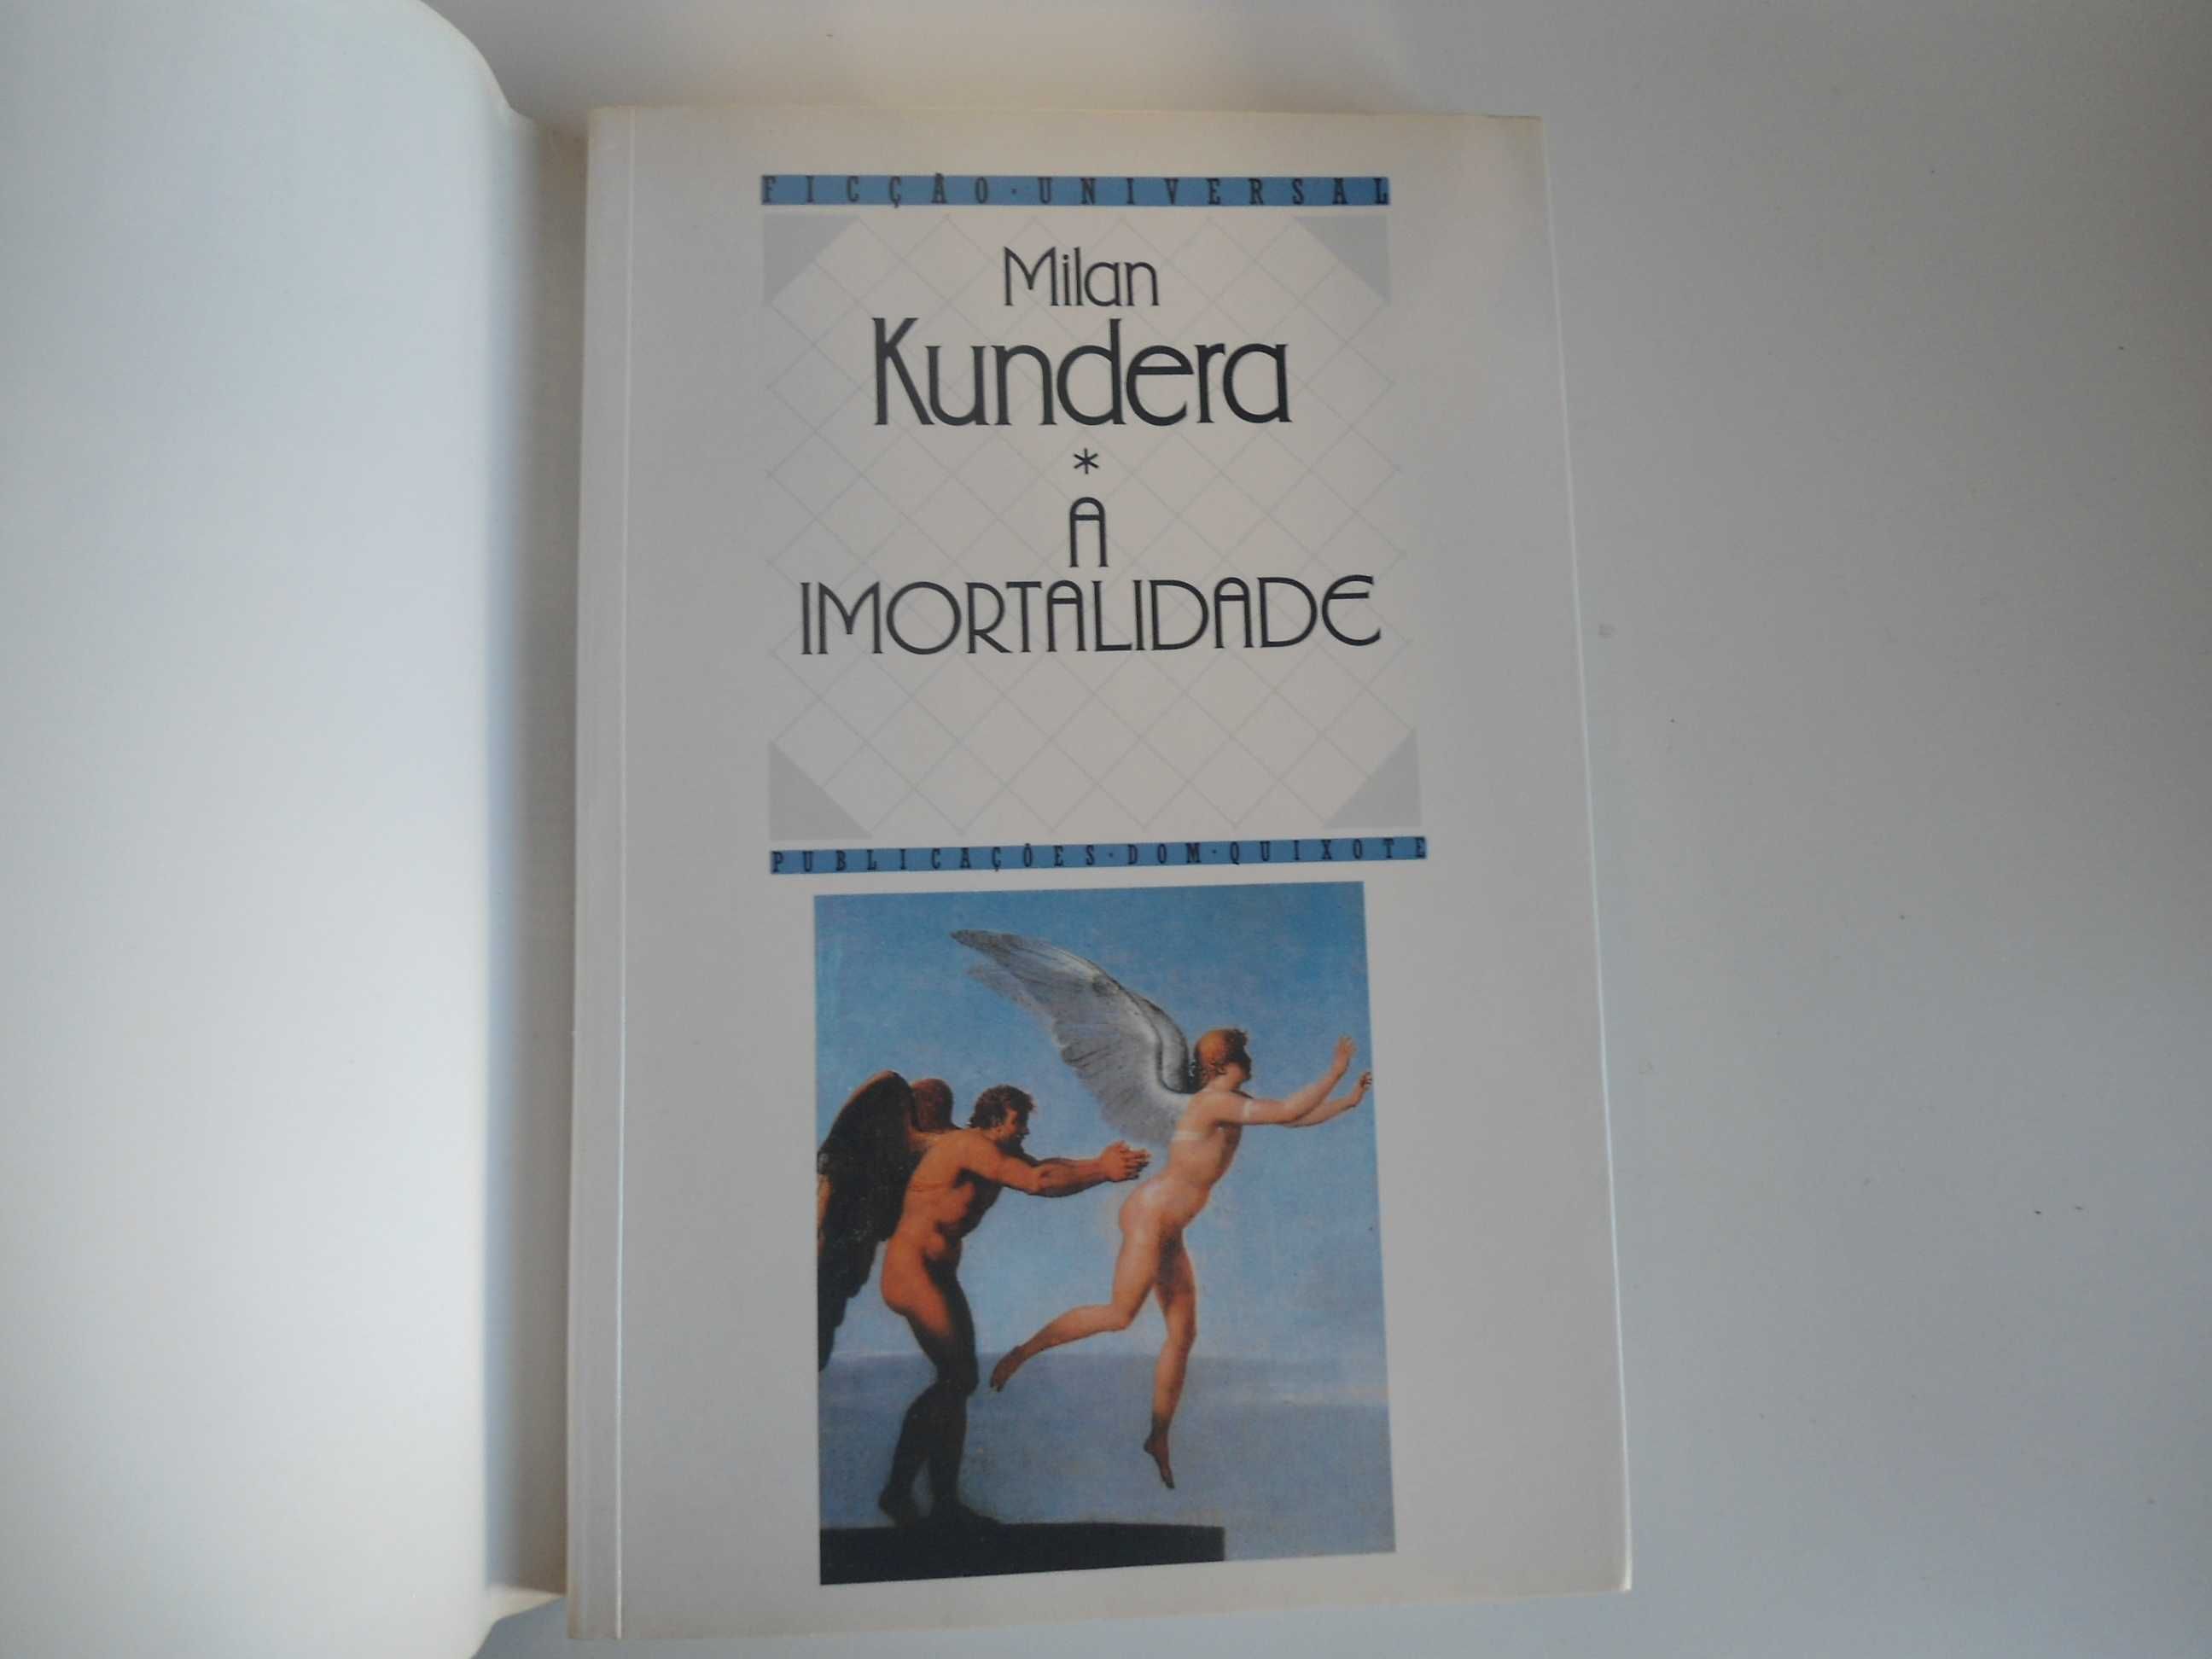 FICÇÃO·UNIVERSAL
Milan
Kundera
*
A
IMORTALIDADE
PUBLICAÇÕES·DOM·QUIXOTE